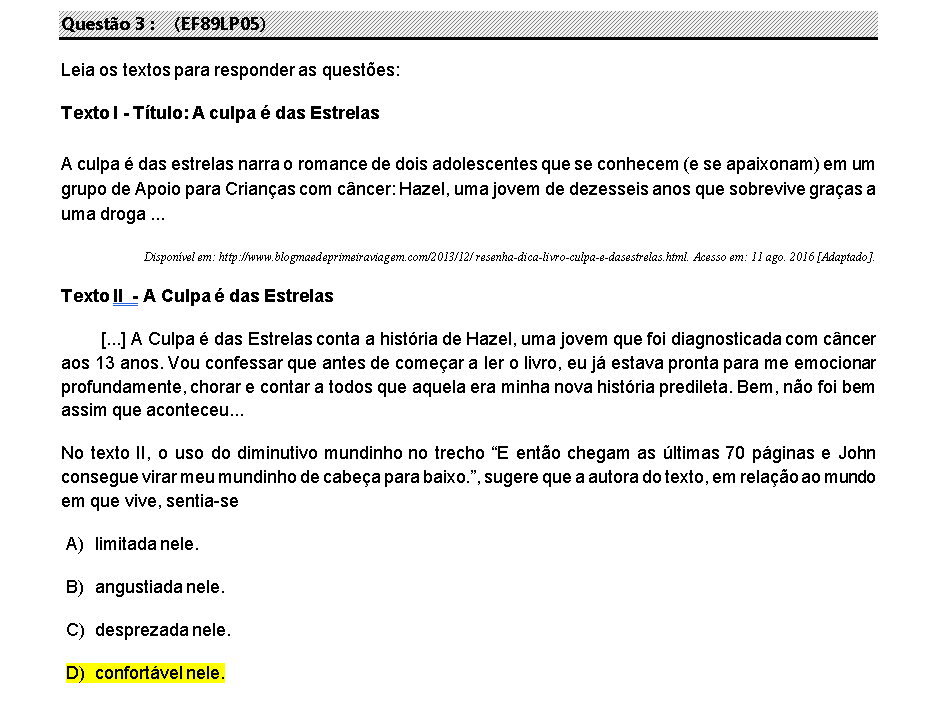 Questão 3 : (EF89LP05)
Leia os textos para responder as questões:
Texto I - Título: A culpa é das Estrelas
A culpa é das estrelas narra o romance de dois adolescentes que se conhecem (e se apaixonam) em um
grupo de Apoio para Crianças com câncer: Hazel, uma jovem de dezesseis anos que sobrevive graças a
uma droga ...
Disponível em: http://www.blogmaedeprimeiraviagem.com/2013/12/ resenha-dica-livro-culpa-e-dasestrelas.html. Acesso em: 11 ago. 2016 [Adaptado].
Texto II - A Culpa é das Estrelas
[...] A Culpa é das Estrelas conta a história de Hazel, uma jovem que foi diagnosticada com câncer
aos 13 anos. Vou confessar que antes de começar a ler o livro, eu já estava pronta para me emocionar
profundamente, chorar e contar a todos que aquela era minha nova história predileta. Bem, não foi bem
assim que aconteceu...
No texto II, o uso do diminutivo mundinho no trecho “E então chegam as últimas 70 páginas e John
consegue virar meu mundinho de cabeça para baixo.”, sugere que a autora do texto, em relação ao mundo
em que vive, sentia-se
A) limitada nele.
B) angustiada nele.
C) desprezada nele.
D) confortável nele.